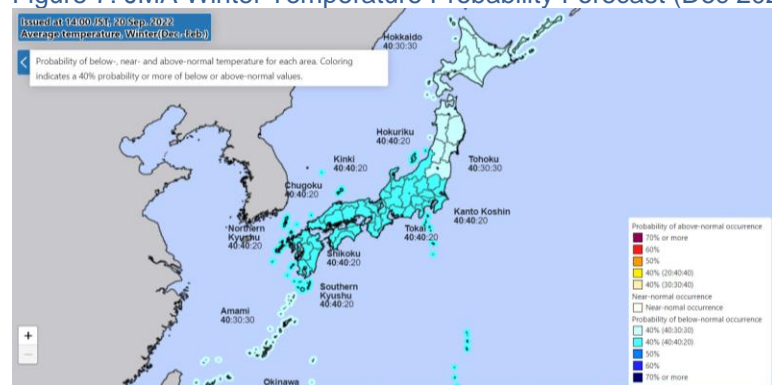 Figure 7: JMA Winter Temperature Probability Forecast (Dec 202
Issued at 14:00 JST, 20 Sep. 2022
Average temperature, Winter(Dec.-Feb.)
Probability of below-, near- and above-normal temperature for each area. Coloring
indicates a 40% probability or more of below or above-normal values.
Hokkaido
40:30:30
Hokuriku
40:40:20
Tohoku
40:30:30
Kinki
40:40:20
Chugoku
40:40:20
Kanto Koshin
40:40:20
Tokai
40:40:20
Northern
Kyushu
40:40:20
Shikoku
40:40:20
Southern
Kyushu
40:40:20
Amami
40:30:30
Okinawa
+
−
Probability of above-normal occurrence
70% or more
60%
50%
40% (20:40:40)
40% (30:30:40)
Near-normal occurrence
Near-normal occurrence
Probability of below-normal occurrence
40% (40:30:30)
40% (40:40:20)
50%
60%
70% or more